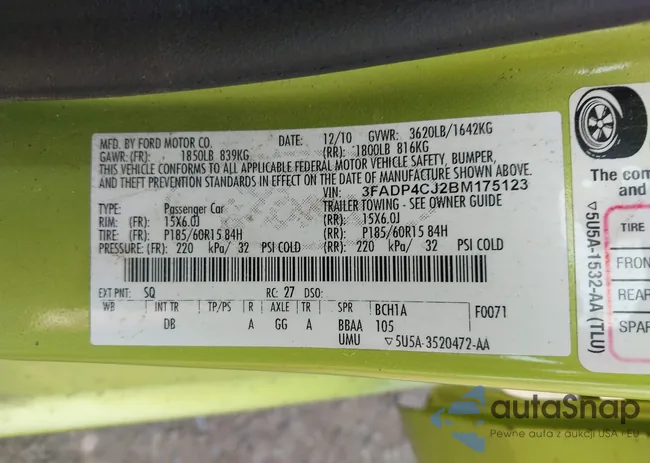 MFD. BY FORD MOTOR CO. DATE: 12/10 GVWR: 3620LB/1642KG
GAWR: (FR): 1850LB 839KG (RR): 1800LB 816KG
THIS VEHICLE CONFORMS TO ALL APPLICABLE FEDERAL MOTOR VEHICLE SAFETY, BUMPER,
AND THEFT PREVENTION STANDARDS IN EFFECT ON THE DATE OF MANUFACTURE SHOWN ABOVE.
VIN: 3FADP4CJ2BM175123
TYPE: Passenger Car TRAILER TOWING - SEE OWNER GUIDE
RIM: (FR): 15X6.0J (RR): 15X6.0J
TIRE: (FR): P185/60R15 84H (RR): P185/60R15 84H
PRESSURE: (FR): 220 kPa/ 32 PSI COLD (RR): 220 kPa/ 32 PSI COLD
EXT PNT: SQ RC: 27 DSO:
WB INT TR TP/PS R AXLE TR SPR BCH1A F0071
DB A GG A BBAA 105
UMU ▽5U5A-3520472-AA
▽5U5A-1532-AA (TLU)
The com
and
TIRE
FRON
REAR
SPAR
autaSnap
Pewne auta z aukcji USA i EU